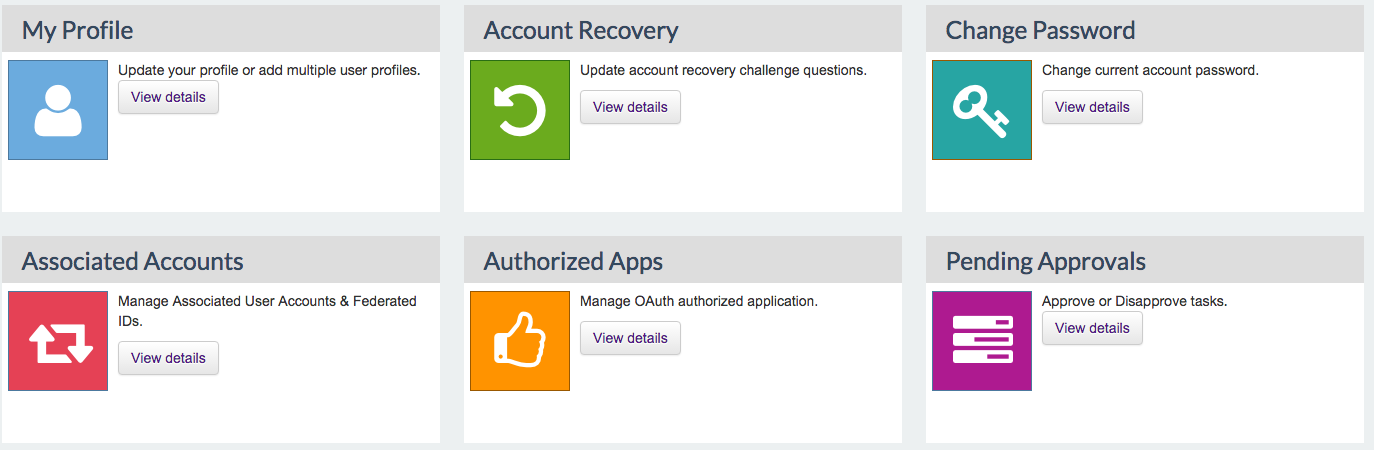 My Profile
Update your profile or add multiple user profiles.
View details
Account Recovery
Update account recovery challenge questions.
View details
Change Password
Change current account password.
View details
Associated Accounts
Manage Associated User Accounts & Federated
IDs.
View details
Authorized Apps
Manage OAuth authorized application.
View details
Pending Approvals
Approve or Disapprove tasks.
View details